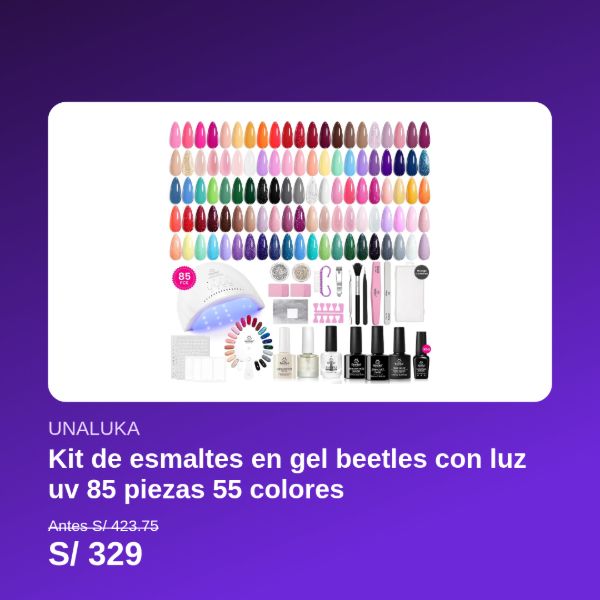 85
PCS
UNALUKA
Kit de esmaltes en gel beetles con luz
uv 85 piezas 55 colores
Antes S/ 423.75
S/ 329